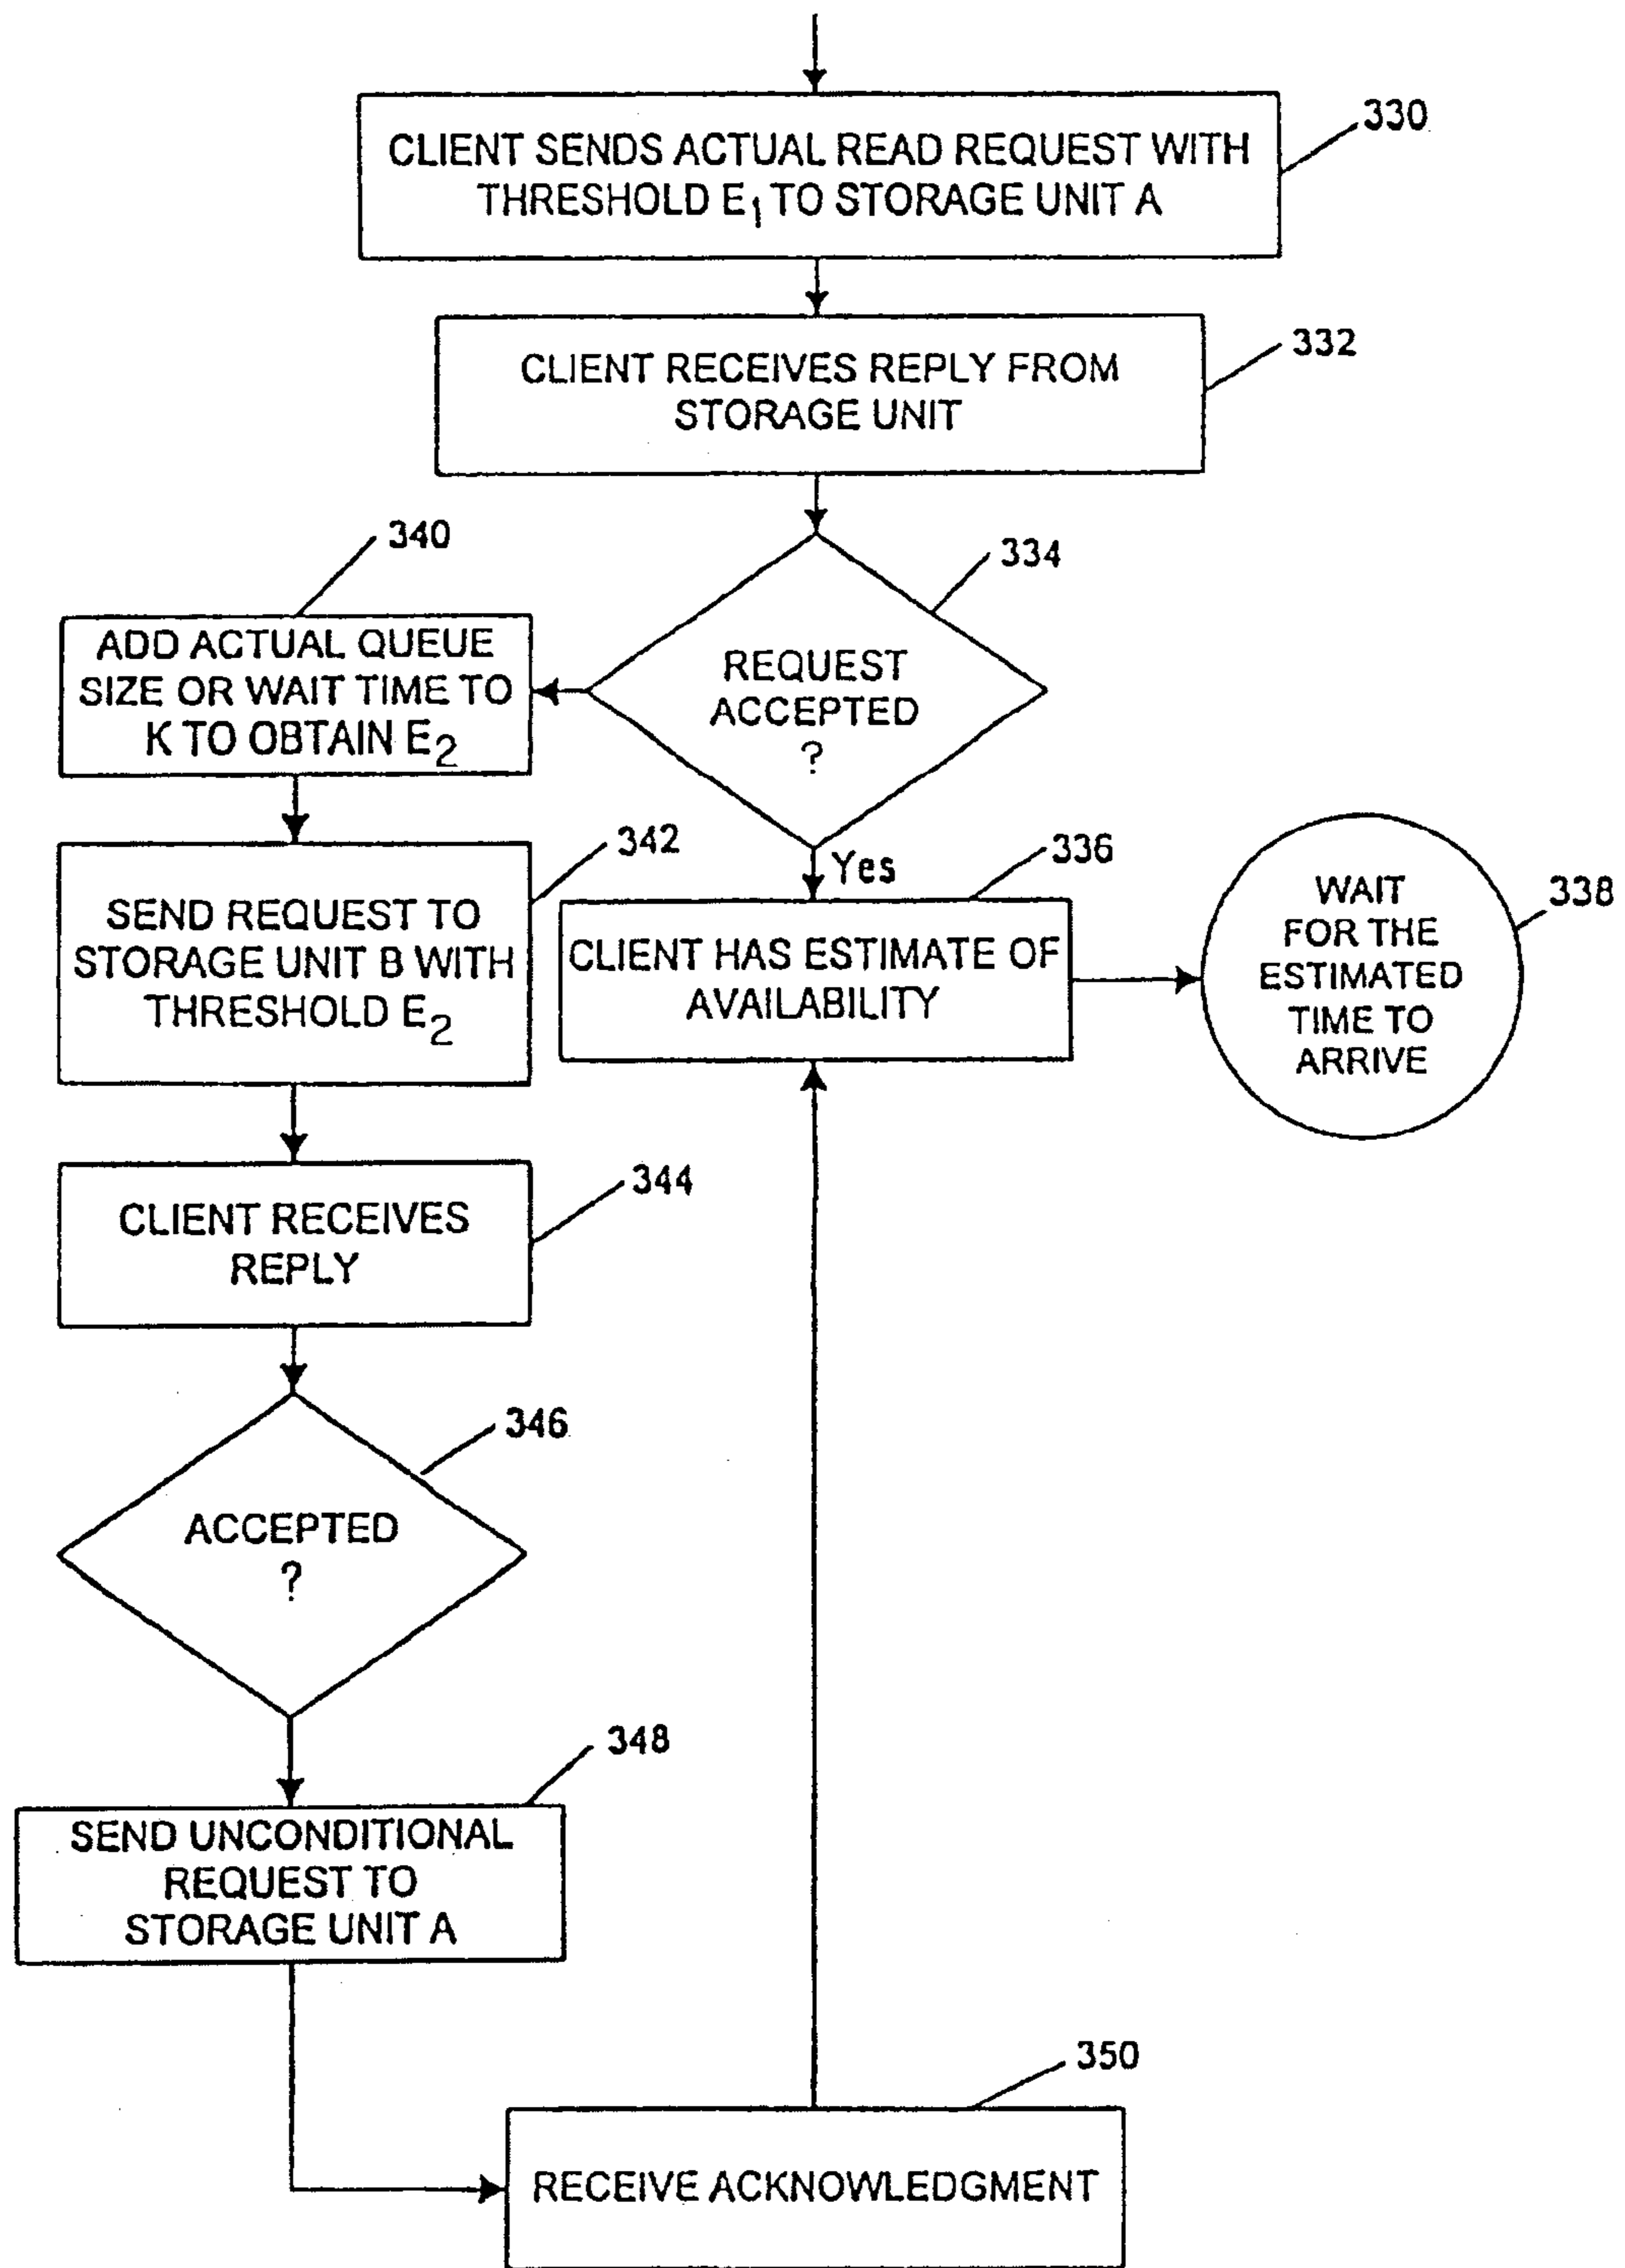 330
CLIENT SENDS ACTUAL READ REQUEST WITH
THRESHOLD E₁ TO STORAGE UNIT A
332
CLIENT RECEIVES REPLY FROM
STORAGE UNIT
334
REQUEST
ACCEPTED
?
340
ADD ACTUAL QUEUE
SIZE OR WAIT TIME TO
K TO OBTAIN E₂
Yes
336
CLIENT HAS ESTIMATE OF
AVAILABILITY
338
WAIT
FOR THE
ESTIMATED
TIME TO
ARRIVE
342
SEND REQUEST TO
STORAGE UNIT B WITH
THRESHOLD E₂
344
CLIENT RECEIVES
REPLY
346
ACCEPTED
?
348
SEND UNCONDITIONAL
REQUEST TO
STORAGE UNIT A
350
RECEIVE ACKNOWLEDGMENT